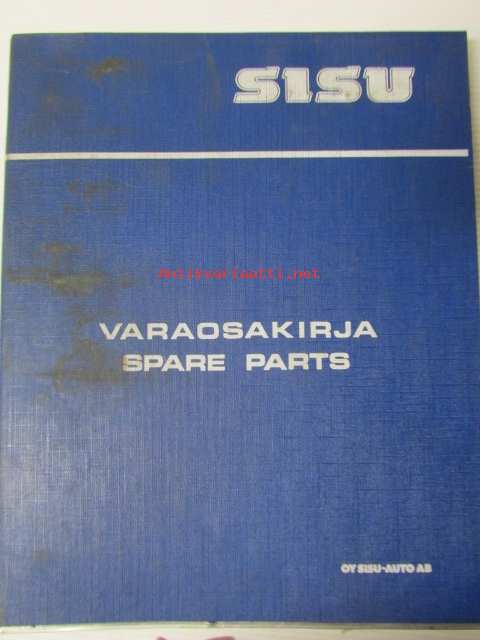 SISU
Antikvariaatti.net
VARAOSAKIRJA
SPARE PARTS
OY SISU-AUTO AB